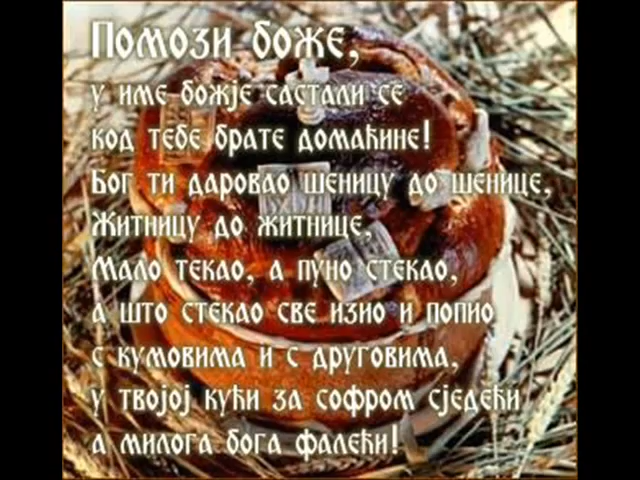 Помози боже,
у име божје састали се
код тебе брате домаћине!
Бог ти даровао шеницу до шенице,
Житницу до житнице,
Мало текао, а пуно стекао,
а што стекао све изио и попио
с кумовима и с друговима,
у твојој кући за софром сједећи
а милога бога фалећи!